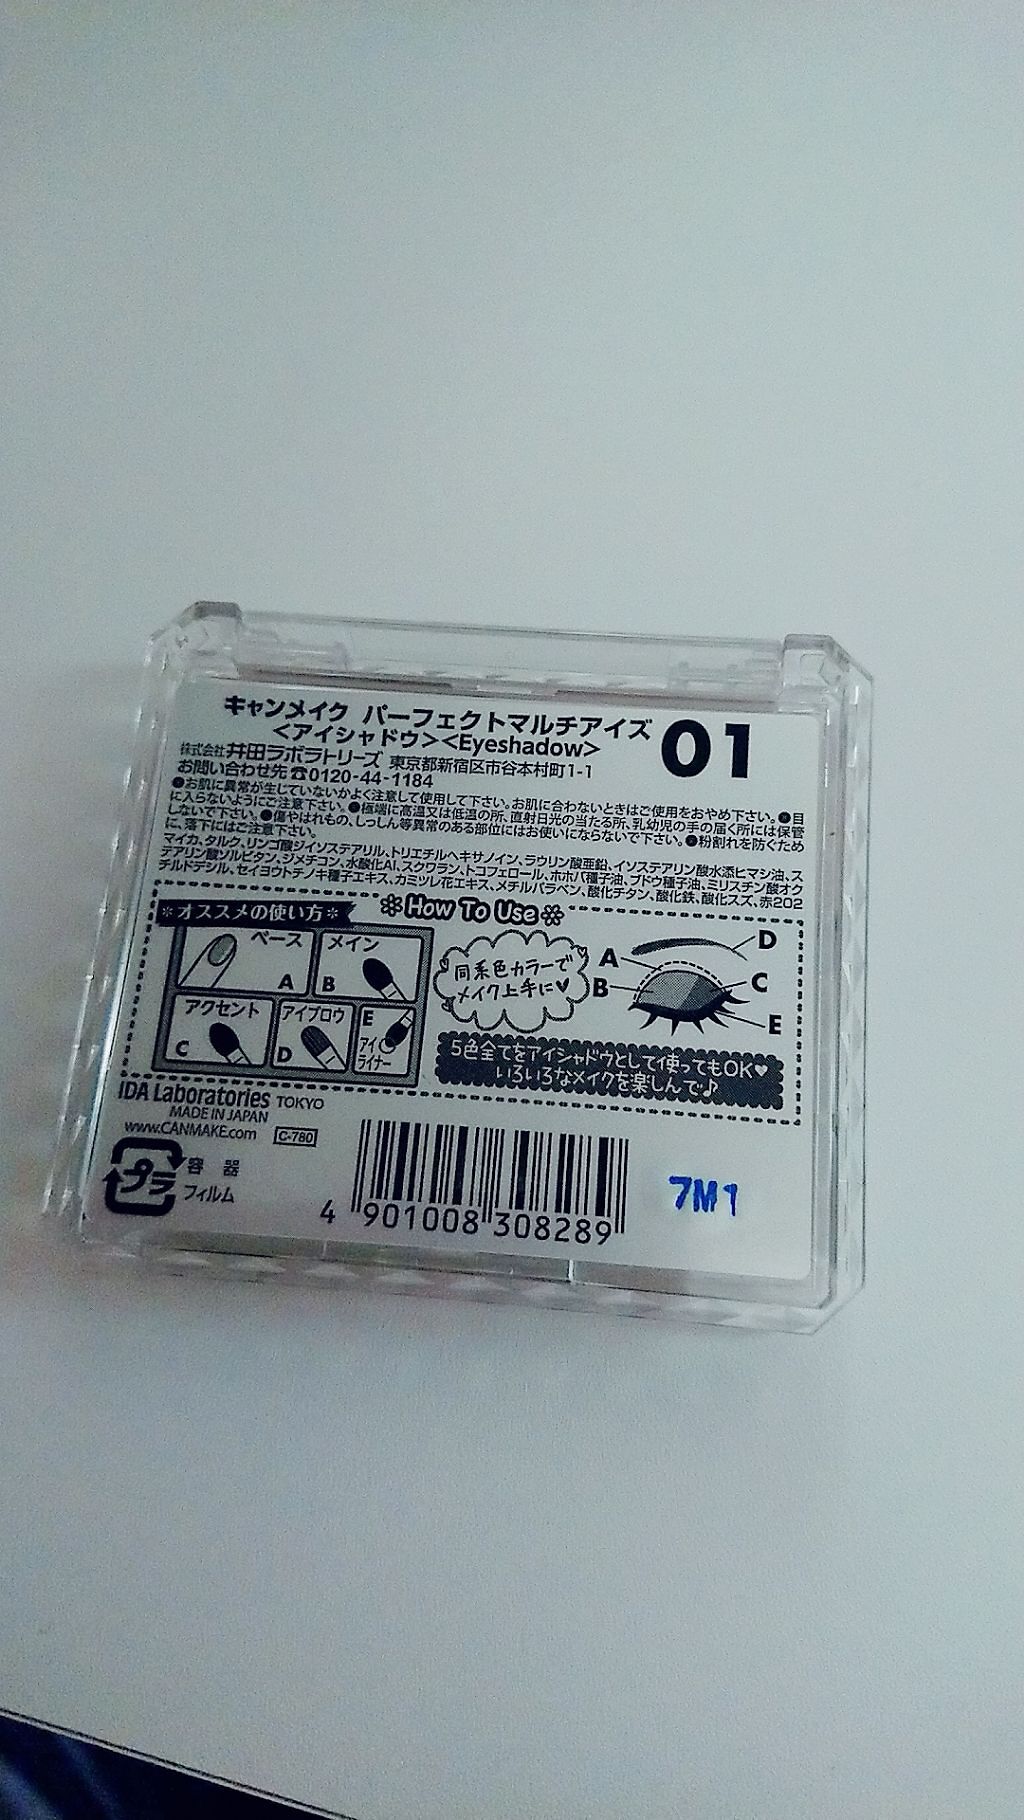 キャンメイク パーフェクトマルチアイズ
<アイシャドウ><Eyeshadow>
01
株式会社井田ラボラトリーズ 東京都新宿区市谷本村町1-1
お問い合わせ先☎0120-44-1184
●お肌に異常が生じていないかよく注意して使用して下さい。お肌に合わないときはご使用をおやめ下さい。●目
に入らないようにご注意下さい。●極端に高温又は低温の所、直射日光の当たる所、乳幼児の手の届く所には保管
しないで下さい。●傷やはれもの、しっしん等異常のある部位にはお使いにならないで下さい。●粉割れを防ぐため
に、落下にはご注意下さい。
マイカ、タルク、リンゴ酸ジイソステアリル、トリエチルヘキサノイン、ラウリン酸亜鉛、イソステアリン酸水添ヒマシ油、ス
テアリン酸ソルビタン、ジメチコン、水酸化Al、スクワラン、トコフェロール、ホホバ種子油、ブドウ種子油、ミリスチン酸オク
チルドデシル、セイヨウトチノキ種子エキス、カミツレ花エキス、メチルパラベン、酸化チタン、酸化鉄、酸化スズ、赤202
*オススメの使い方*
How To Use
ベース
A
メイン
B
アクセント
C
アイブロウ
D
E
アイ
ライナー
同系色カラーで
メイク上手に♥
A
B
D
C
E
5色全てをアイシャドウとして使ってもOK♥
いろいろなメイクを楽しんで♪
IDA Laboratories TOKYO
MADE IN JAPAN
www.CANMAKE.com C-780
プラ
容 器
フィルム
4 901008 308289
7M1